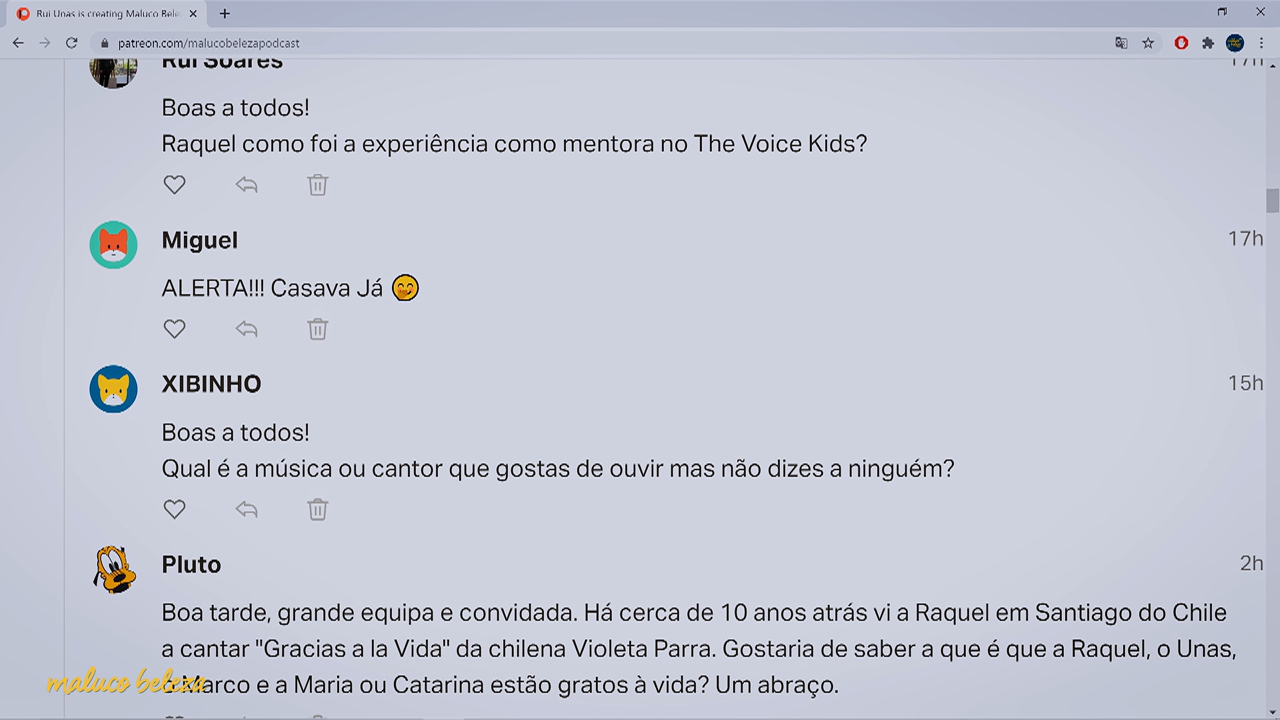 Rui Unas is creating Maluco Bele
patreon.com/malucobelezapodcast
Rui Soares
17h
Boas a todos!
Raquel como foi a experiência como mentora no The Voice Kids?
Miguel
17h
ALERTA!!! Casava Já
XIBINHO
15h
Boas a todos!
Qual é a música ou cantor que gostas de ouvir mas não dizes a ninguém?
Pluto
2h
Boa tarde, grande equipa e convidada. Há cerca de 10 anos atrás vi a Raquel em Santiago do Chile
a cantar "Gracias a la Vida" da chilena Violeta Parra. Gostaria de saber a que é que a Raquel, o Unas,
o Marco e a Maria ou Catarina estão gratos à vida? Um abraço.
maluco beleza